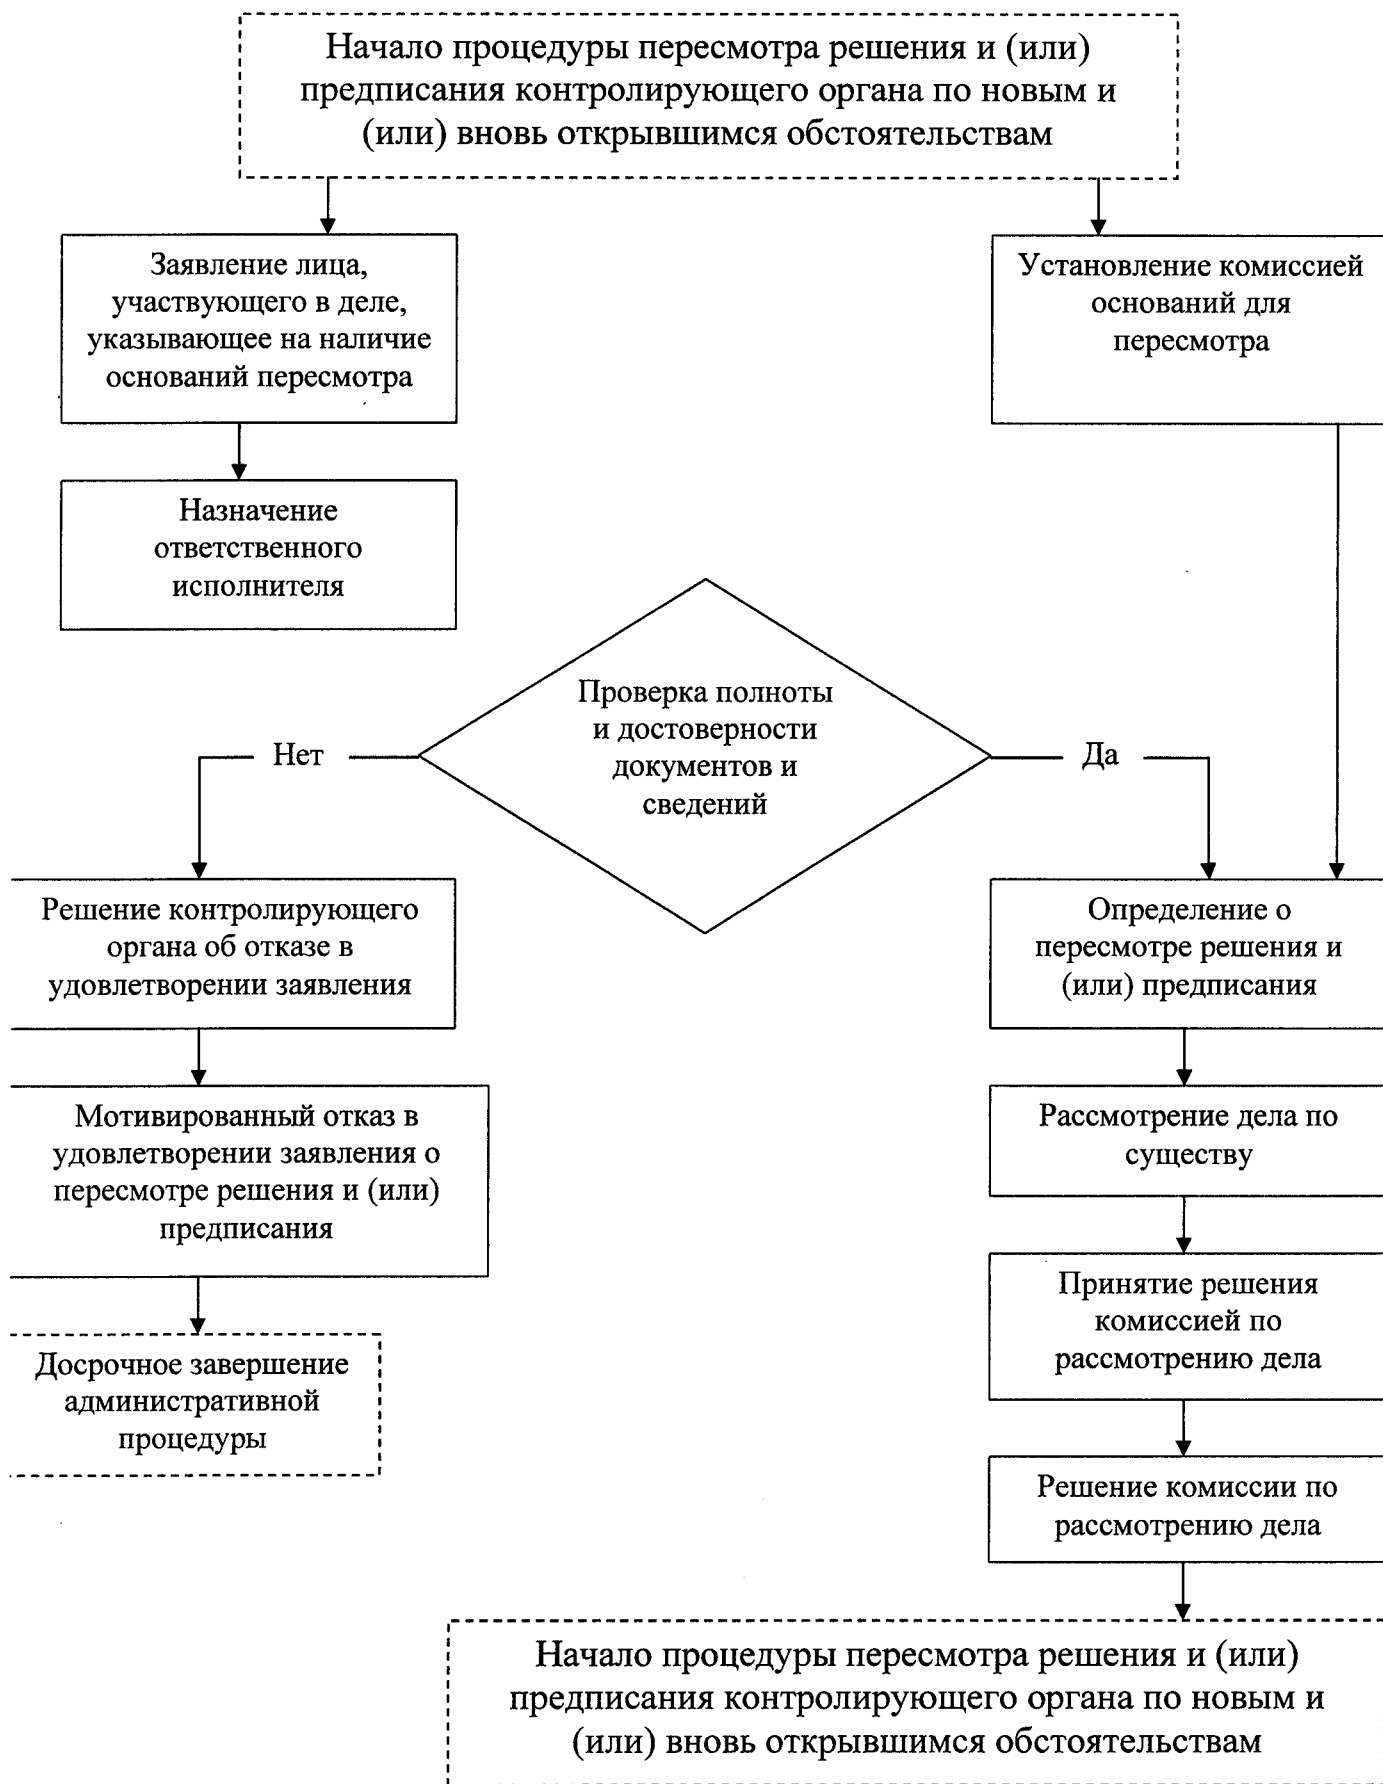 Начало процедуры пересмотра решения и (или)
предписания контролирующего органа по новым и
(или) вновь открывшимся обстоятельствам
Заявление лица,
участвующего в деле,
указывающее на наличие
оснований пересмотра
Установление комиссией
оснований для
пересмотра
Назначение
ответственного
исполнителя
Проверка полноты
и достоверности
документов и
сведений
Нет
Да
Решение контролирующего
органа об отказе в
удовлетворении заявления
Определение о
пересмотре решения и
(или) предписания
Мотивированный отказ в
удовлетворении заявления о
пересмотре решения и (или)
предписания
Рассмотрение дела по
существу
Принятие решения
комиссией по
рассмотрению дела
Досрочное завершение
административной
процедуры
Решение комиссии по
рассмотрению дела
Начало процедуры пересмотра решения и (или)
предписания контролирующего органа по новым и
(или) вновь открывшимся обстоятельствам